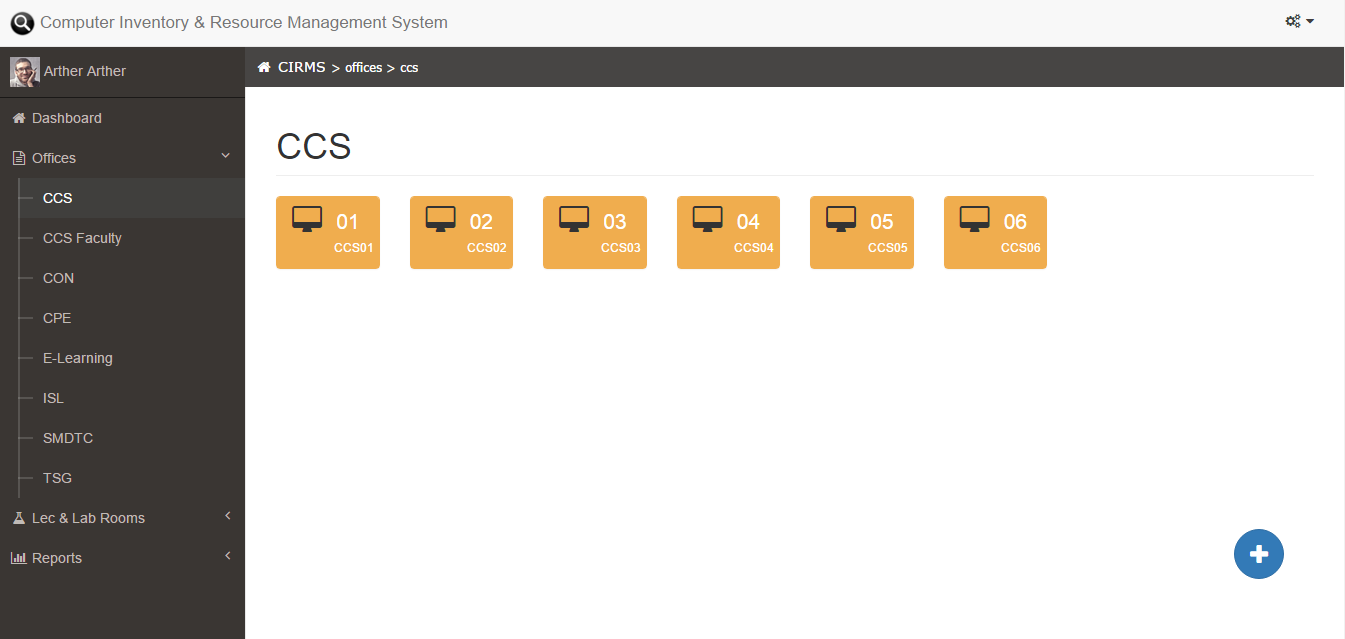 Computer Inventory & Resource Management System
Arther Arther
CIRMS > offices > ccs
Dashboard
Offices
CCS
CCS Faculty
CON
CPE
E-Learning
ISL
SMDTC
TSG
Lec & Lab Rooms
Reports
CCS
01
CCS01
02
CCS02
03
CCS03
04
CCS04
05
CCS05
06
CCS06